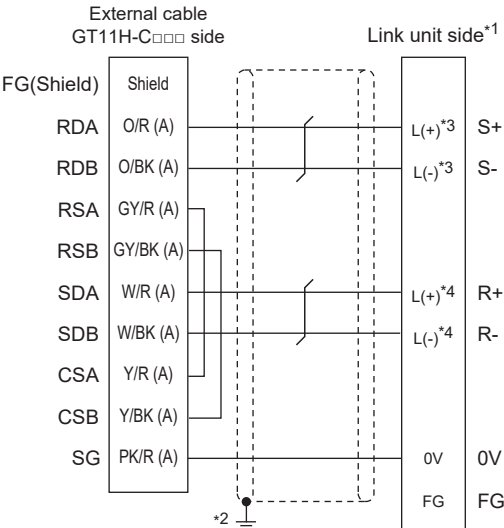 External cable
GT11H-C□□□ side
Link unit side*1
FG(Shield) Shield
RDA O/R (A) L(+)*3 S+
RDB O/BK (A) L(-)*3 S-
RSA GY/R (A)
RSB GY/BK (A)
SDA W/R (A) L(+)*4 R+
SDB W/BK (A) L(-)*4 R-
CSA Y/R (A)
CSB Y/BK (A)
SG PK/R (A) 0V 0V
FG FG
*2